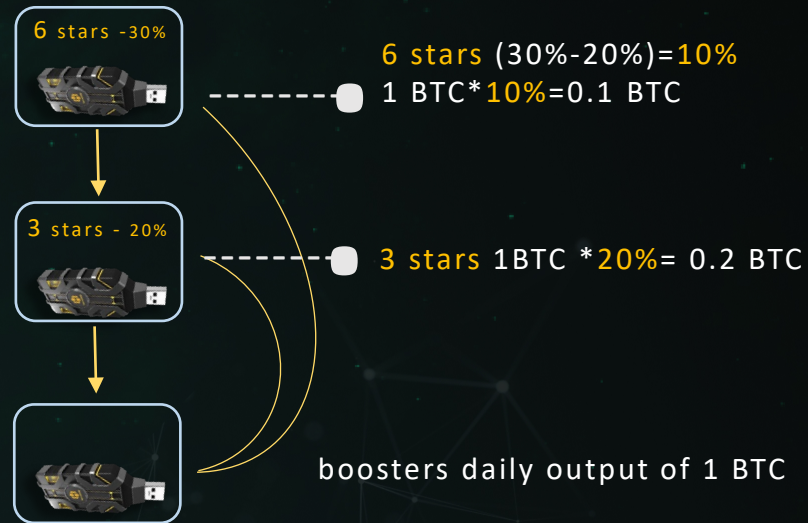 6 stars -30%
6 stars (30%-20%)=10%
1 BTC*10%=0.1 BTC
3 stars - 20%
3 stars 1BTC *20%= 0.2 BTC
boosters daily output of 1 BTC